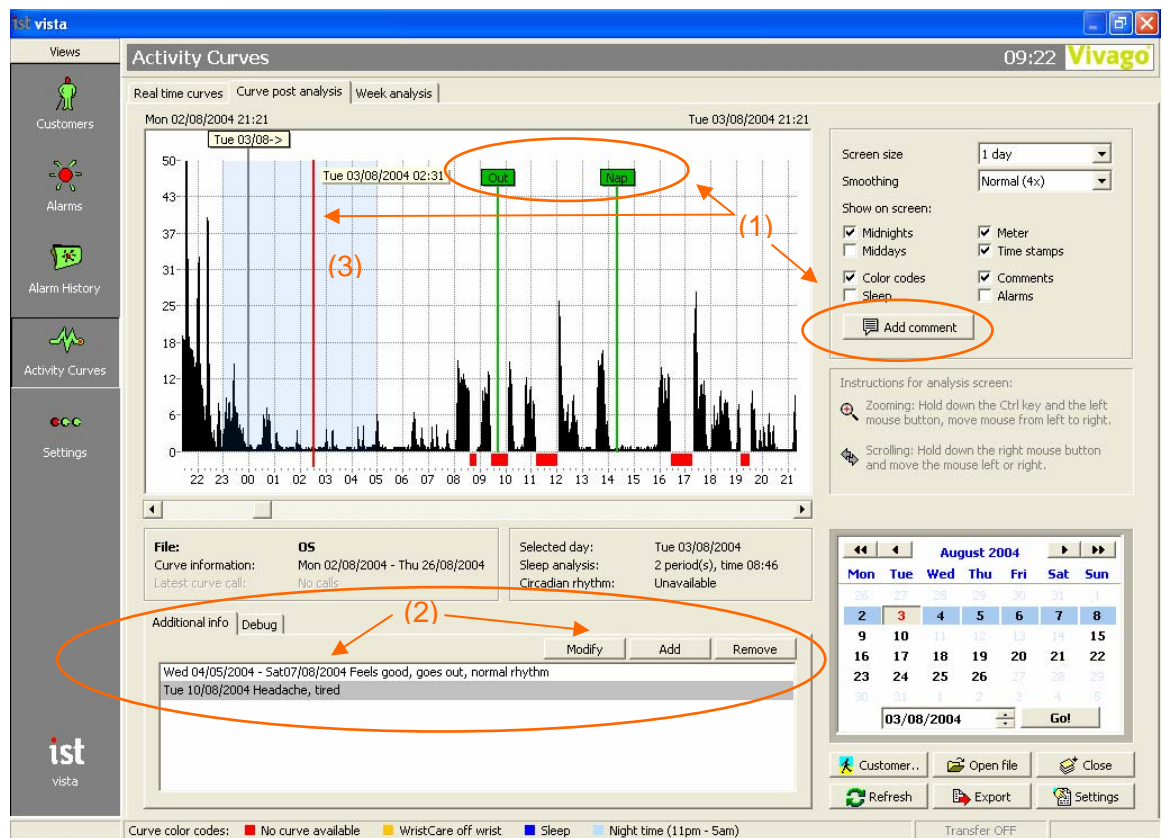 ist vista
Views
Activity Curves
09:22 Vivago
Customers
Alarms
Alarm History
Activity Curves
Settings
ist
vista
Real time curves Curve post analysis Week analysis
Mon 02/08/2004 21:21 Tue 03/08/2004 21:21
Tue 03/08->
Tue 03/08/2004 02:31
Out Nap
(1)
(3)
50
43
37
31
25
18
12
6
0
22 23 00 01 02 03 04 05 06 07 08 09 10 11 12 13 14 15 16 17 18 19 20 21
Screen size 1 day
Smoothing Normal (4x)
Show on screen:
Midnights Meter
Middays Time stamps
Color codes Comments
Sleep Alarms
Add comment
Instructions for analysis screen:
Zooming: Hold down the Ctrl key and the left
mouse button, move mouse from left to right.
Scrolling: Hold down the right mouse button
and move the mouse left or right.
File: OS
Curve information: Mon 02/08/2004 - Thu 26/08/2004
Latest curve call: No calls
Selected day: Tue 03/08/2004
Sleep analysis: 2 period(s), time 08:46
Circadian rhythm: Unavailable
Additional info Debug
(2)
Modify Add Remove
Wed 04/05/2004 - Sat07/08/2004 Feels good, goes out, normal rhythm
Tue 10/08/2004 Headache, tired
August 2004
Mon Tue Wed Thu Fri Sat Sun
26 27 28 29 30 31 1
2 3 4 5 6 7 8
9 10 11 12 13 14 15
16 17 18 19 20 21 22
23 24 25 26 27 28 29
30 31 1 2 3 4 5
03/08/2004 Go!
Customer.. Open file Close
Refresh Export Settings
Curve color codes: No curve available WristCare off wrist Sleep Night time (11pm - 5am) Transfer OFF